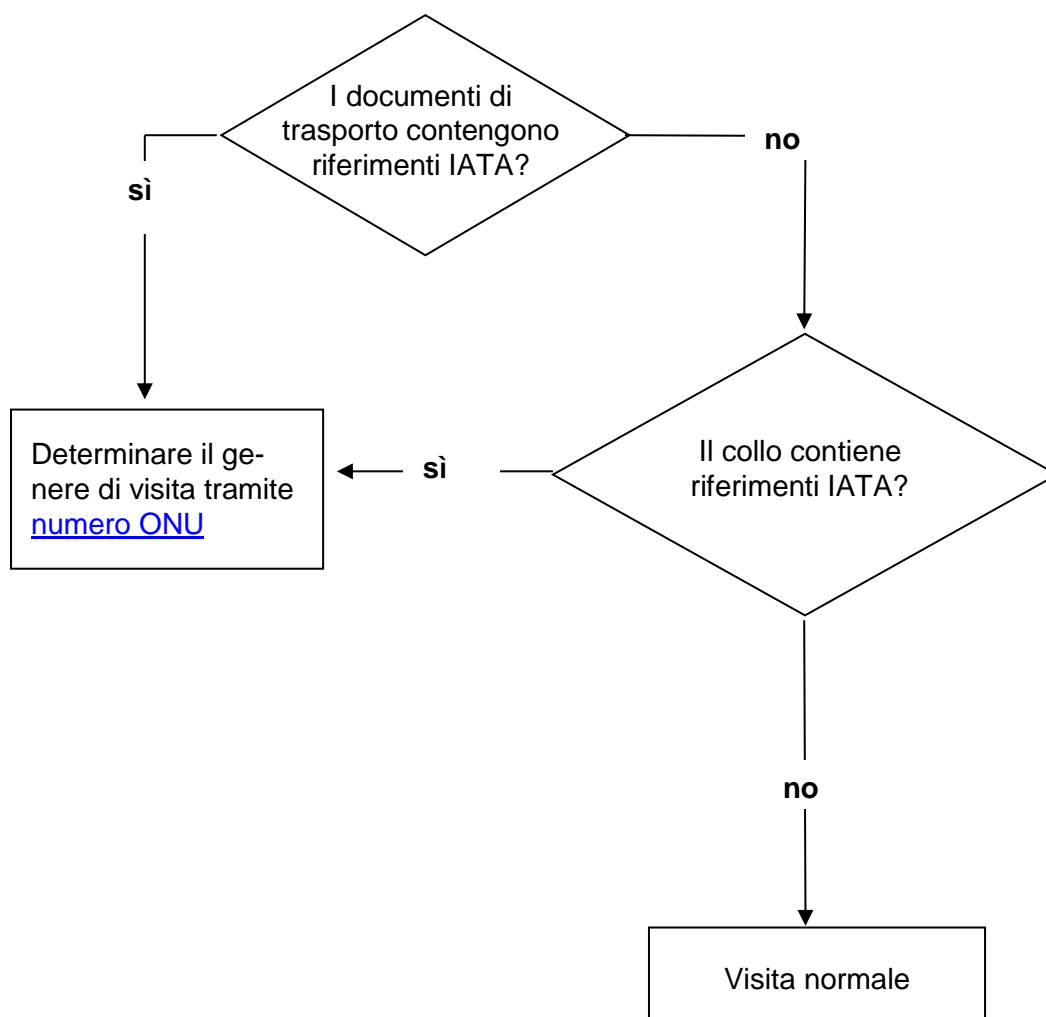 I documenti di
trasporto contengono
riferimenti IATA?
no
sì
Determinare il ge-
nere di visita tramite
numero ONU
sì
Il collo contiene
riferimenti IATA?
no
Visita normale